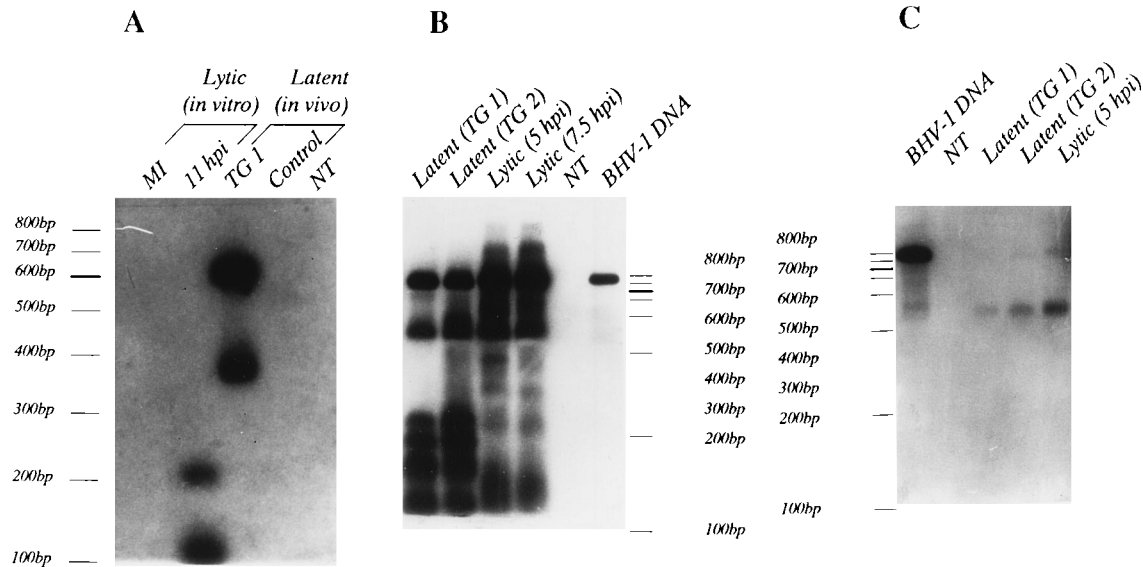 A
Lytic
(in vitro)
Latent
(in vivo)
MI
11 hpi
TG 1
Control
NT
800bp
700bp
600bp
500bp
400bp
300bp
200bp
100bp
B
Latent (TG 1)
Latent (TG 2)
Lytic (5 hpi)
Lytic (7.5 hpi)
NT
BHV-1 DNA
800bp
700bp
600bp
500bp
400bp
300bp
200bp
100bp
C
BHV-1 DNA
NT
Latent (TG 1)
Latent (TG 2)
Lytic (5 hpi)
800bp
700bp
600bp
500bp
400bp
300bp
200bp
100bp